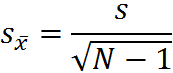 s_x̄ = s / √(N − 1)